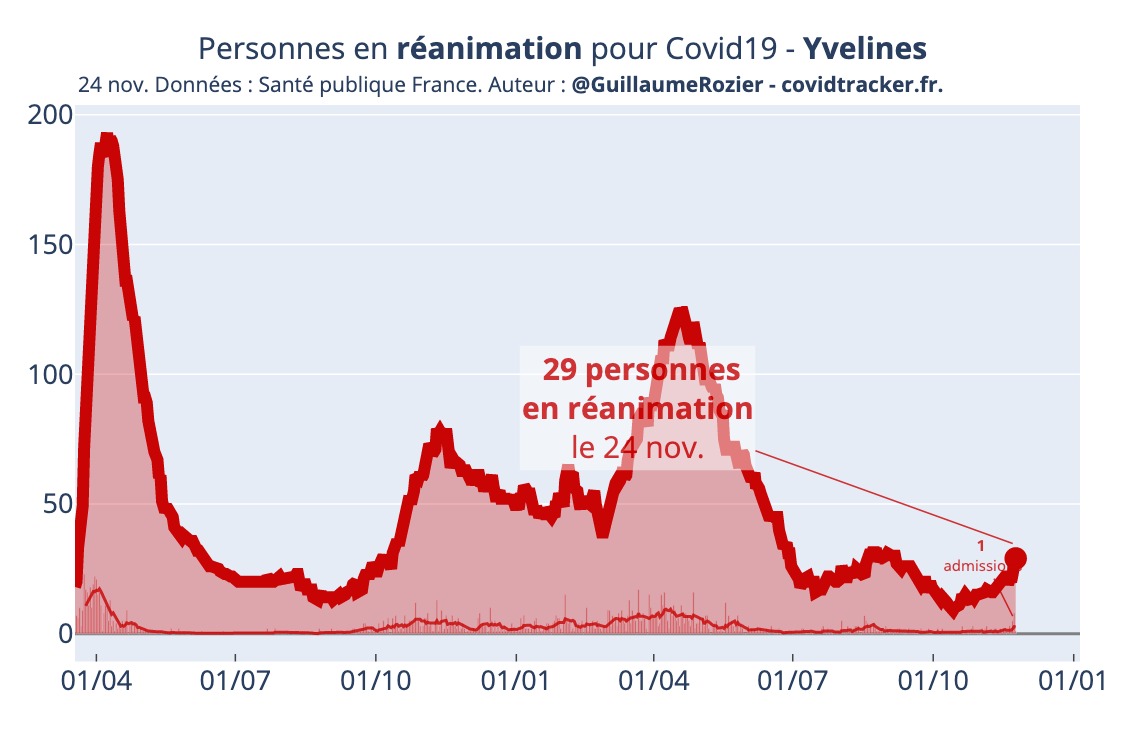 Personnes en réanimation pour Covid19 - Yvelines
24 nov. Données : Santé publique France. Auteur : @GuillaumeRozier - covidtracker.fr.
200
150
100
50
0
29 personnes
en réanimation
le 24 nov.
1
admissio
01/04
01/07
01/10
01/01
01/04
01/07
01/10
01/01